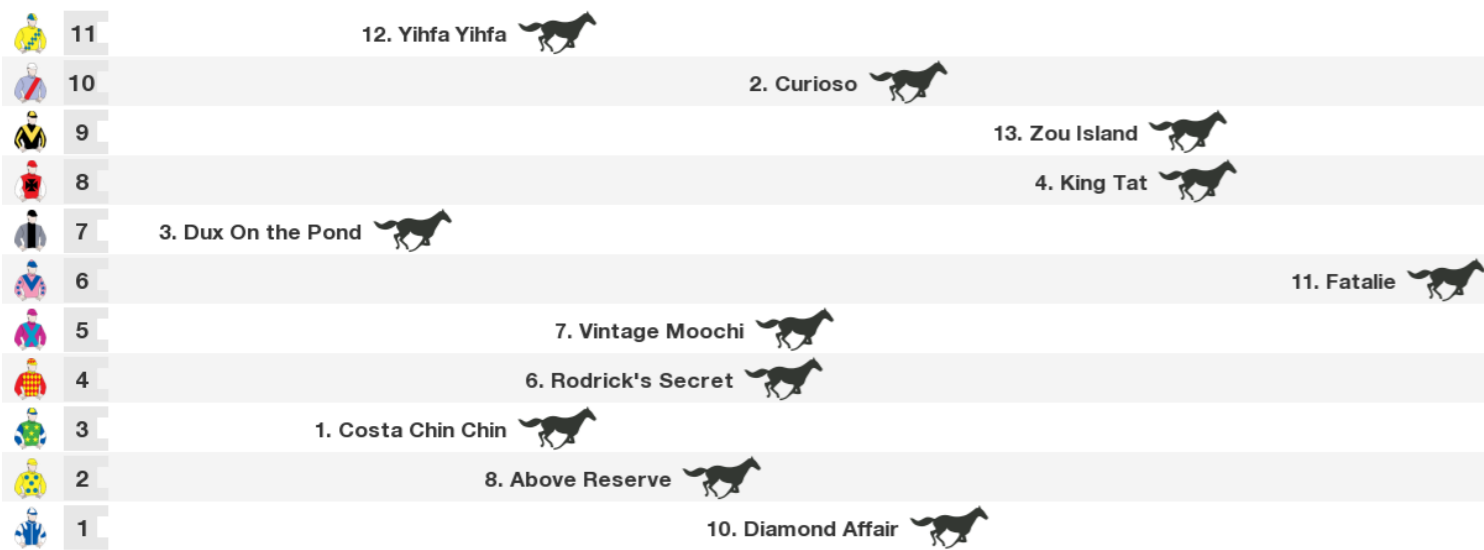 11 12. Yihfa Yihfa
10 2. Curioso
9 13. Zou Island
8 4. King Tat
7 3. Dux On the Pond
6 11. Fatalie
5 7. Vintage Moochi
4 6. Rodrick's Secret
3 1. Costa Chin Chin
2 8. Above Reserve
1 10. Diamond Affair